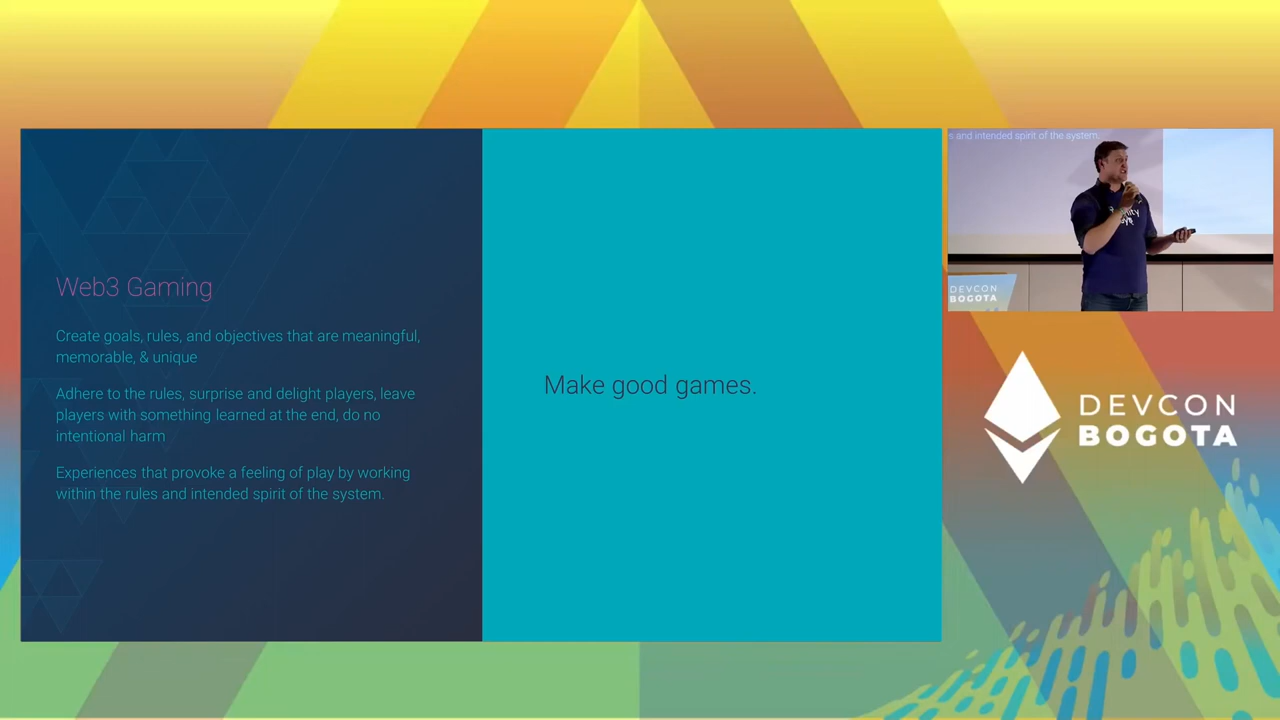 Web3 Gaming
Create goals, rules, and objectives that are meaningful,
memorable, & unique
Adhere to the rules, surprise and delight players, leave
players with something learned at the end, do no
intentional harm
Experiences that provoke a feeling of play by working
within the rules and intended spirit of the system.
Make good games.
and intended spirit of the system.
DEVCON
BOGOTA
DEVCON
BOGOTA